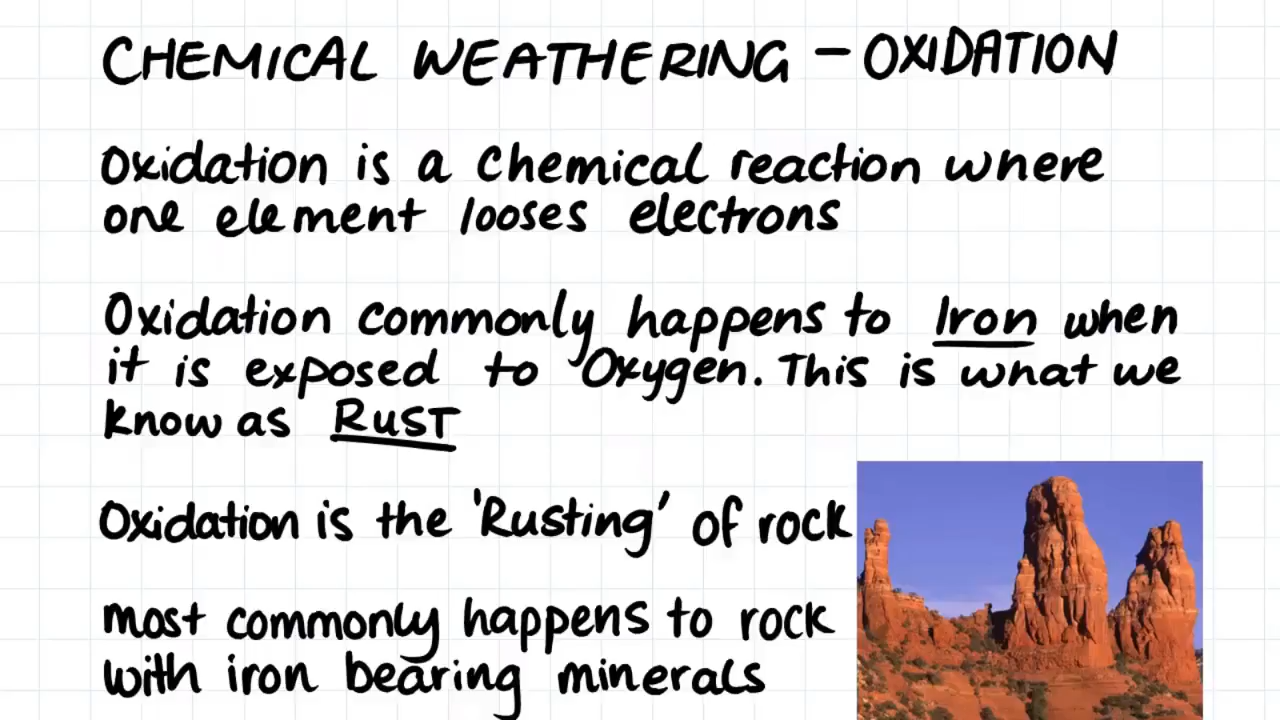 CHEMICAL WEATHERING - OXIDATION
Oxidation is a chemical reaction where
one element looses electrons
Oxidation commonly happens to Iron when
it is exposed to Oxygen. This is what we
know as RUST
Oxidation is the 'Rusting' of rock
most commonly happens to rock
with iron bearing minerals